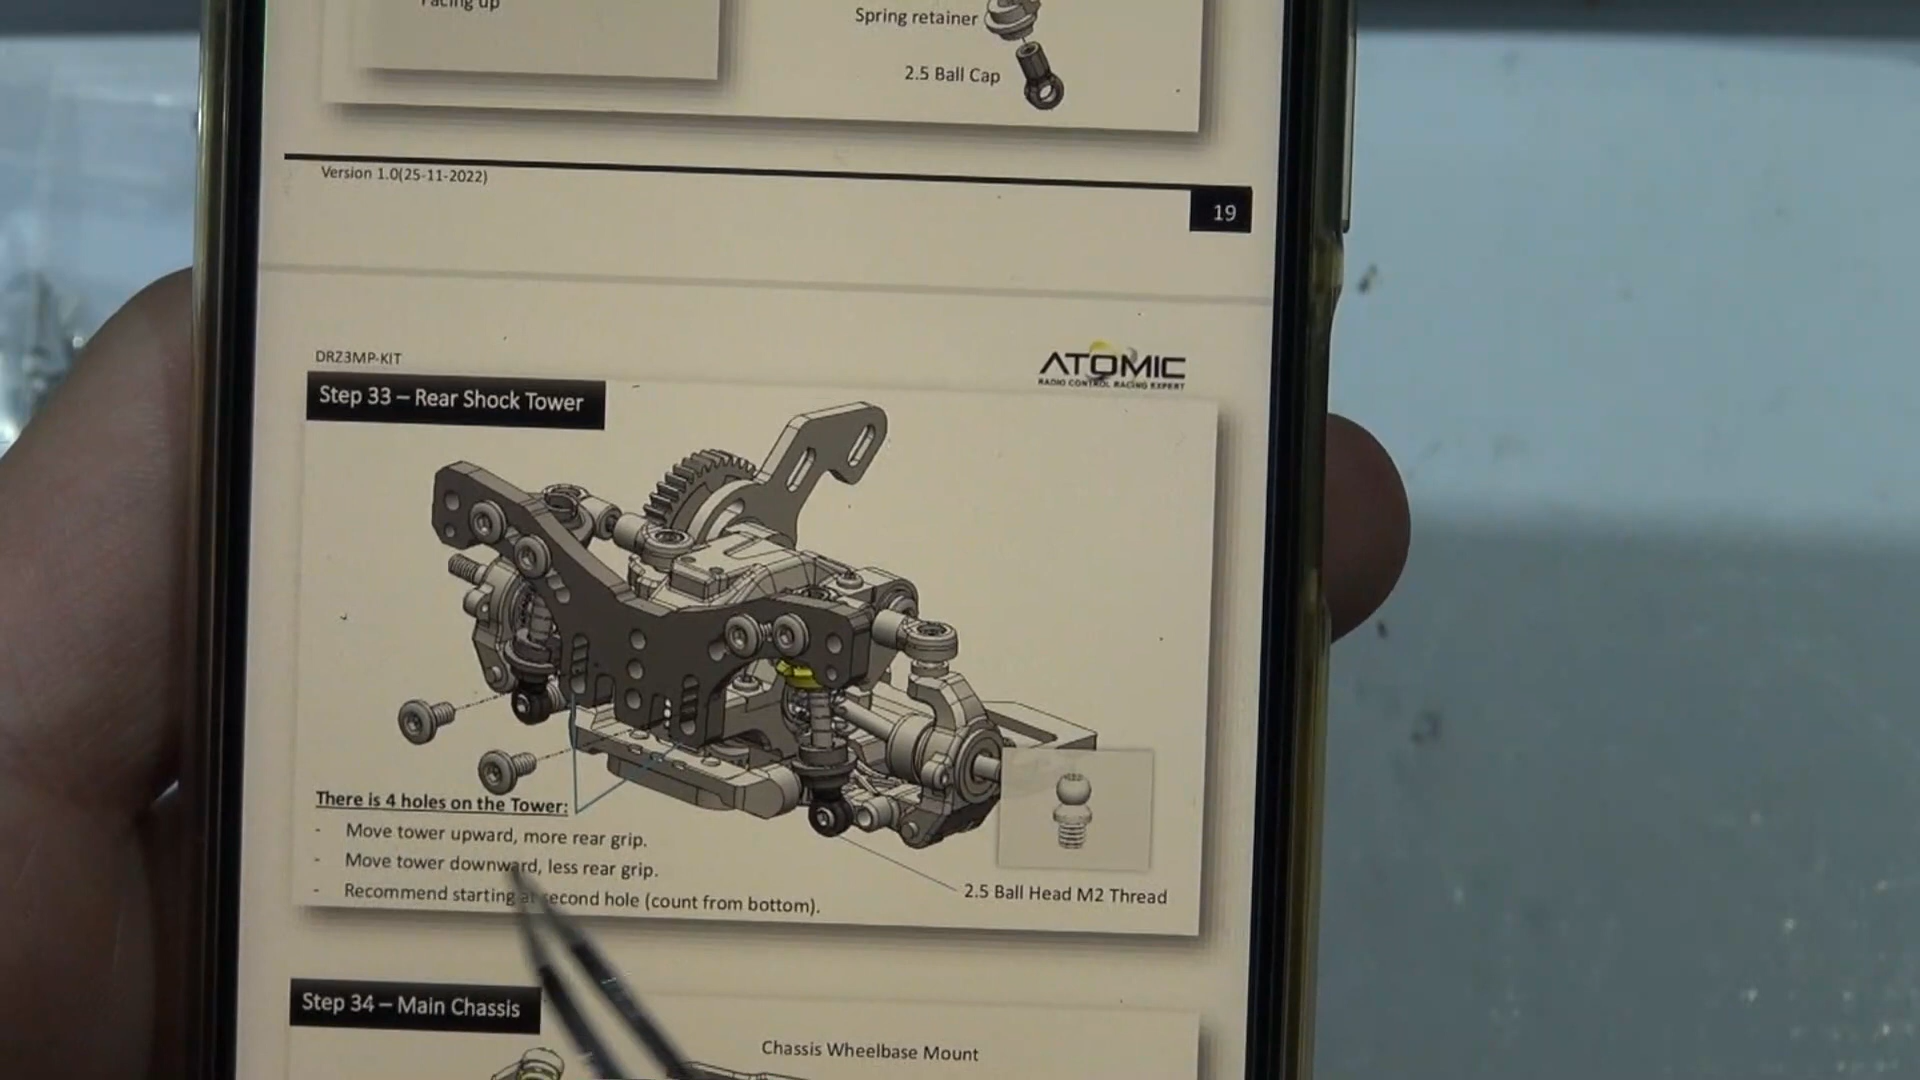 Facing up
Spring retainer
2.5 Ball Cap
Version 1.0(25-11-2022)
19
DRZ3MP-KIT
ATOMIC
RADIO CONTROL RACING EXPERT
Step 33 – Rear Shock Tower
There is 4 holes on the Tower:
- Move tower upward, more rear grip.
- Move tower downward, less rear grip.
- Recommend starting at second hole (count from bottom).
2.5 Ball Head M2 Thread
Step 34 – Main Chassis
Chassis Wheelbase Mount